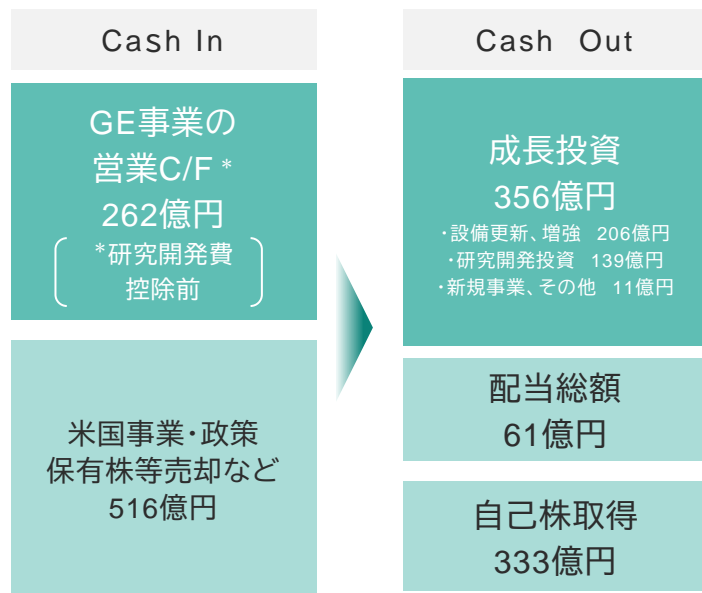 Cash In
GE事業の
営業C/F*
262億円
*研究開発費
控除前
米国事業・政策
保有株等売却など
516億円
Cash Out
成長投資
356億円
・設備更新、増強 206億円
・研究開発投資 139億円
・新規事業、その他 11億円
配当総額
61億円
自己株取得
333億円